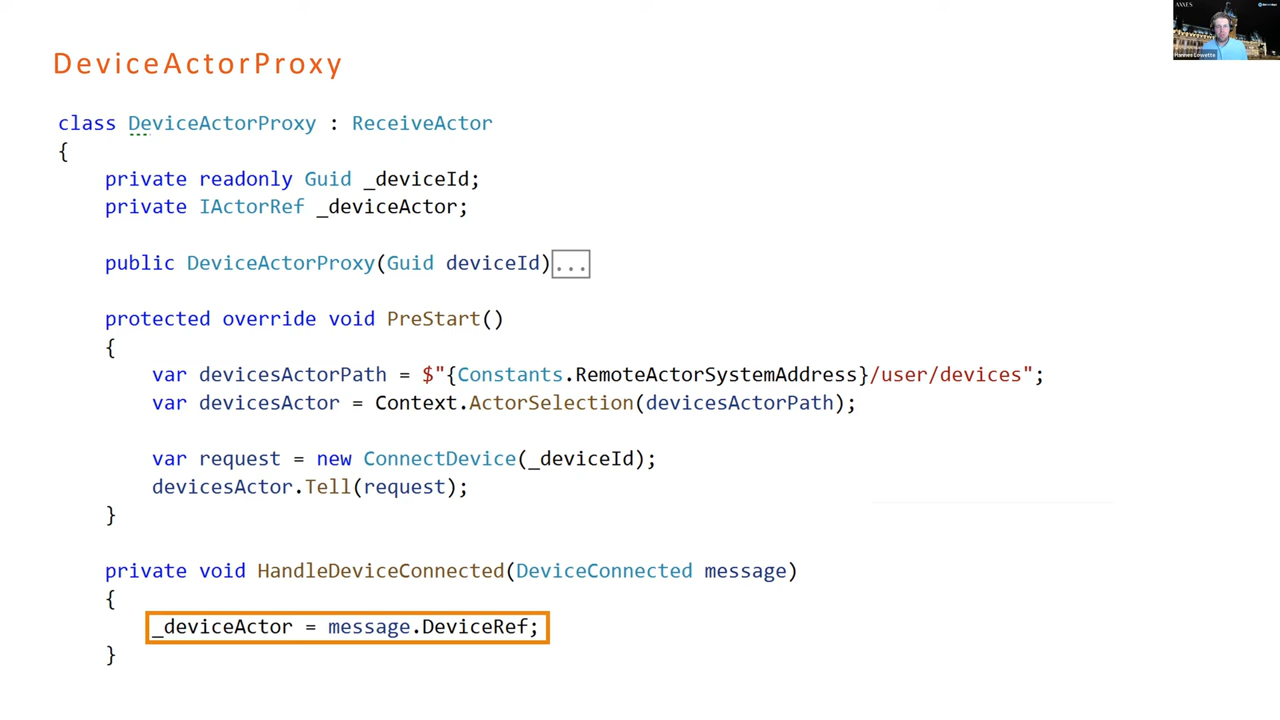 DeviceActorProxy
class DeviceActorProxy : ReceiveActor
{
private readonly Guid _deviceId;
private IActorRef _deviceActor;
public DeviceActorProxy(Guid deviceId)...
protected override void PreStart()
{
var devicesActorPath = $"{Constants.RemoteActorSystemAddress}/user/devices";
var devicesActor = Context.ActorSelection(devicesActorPath);
var request = new ConnectDevice(_deviceId);
devicesActor.Tell(request);
}
private void HandleDeviceConnected(DeviceConnected message)
{
_deviceActor = message.DeviceRef;
}
Hannes Lowette